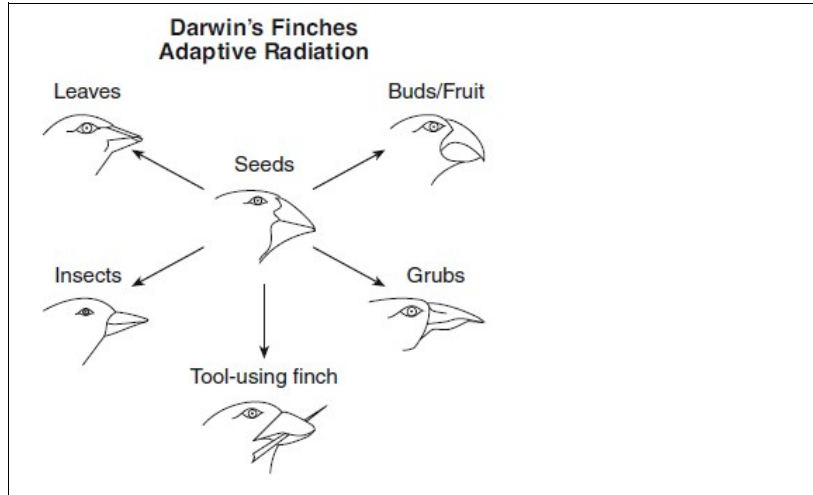 Darwin's Finches
Adaptive Radiation
Leaves
Buds/Fruit
Seeds
Insects
Grubs
Tool-using finch